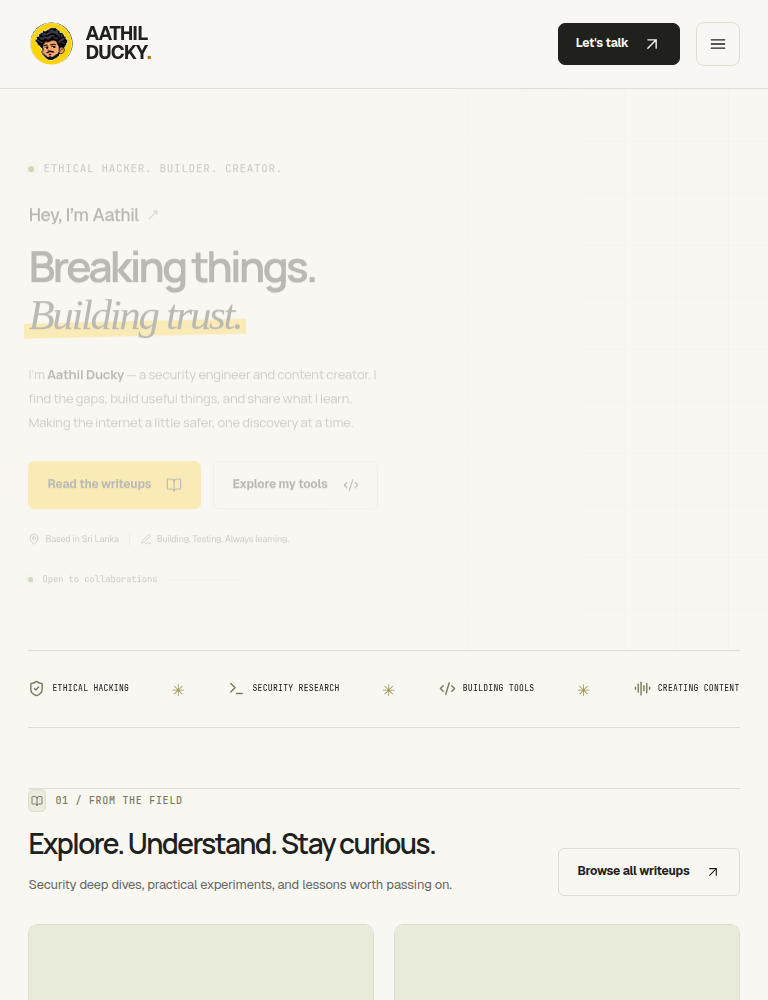 AATHIL
DUCKY.
Let's talk
ETHICAL HACKER. BUILDER. CREATOR.
Hey, I’m Aathil
Breaking things.
Building trust.
I’m Aathil Ducky — a security engineer and content creator. I
find the gaps, build useful things, and share what I learn.
Making the internet a little safer, one discovery at a time.
Read the writeups
Explore my tools
Based in Sri Lanka
Building. Testing. Always learning.
Open to collaborations
ETHICAL HACKING
SECURITY RESEARCH
BUILDING TOOLS
CREATING CONTENT
01 / FROM THE FIELD
Explore. Understand. Stay curious.
Security deep dives, practical experiments, and lessons worth passing on.
Browse all writeups